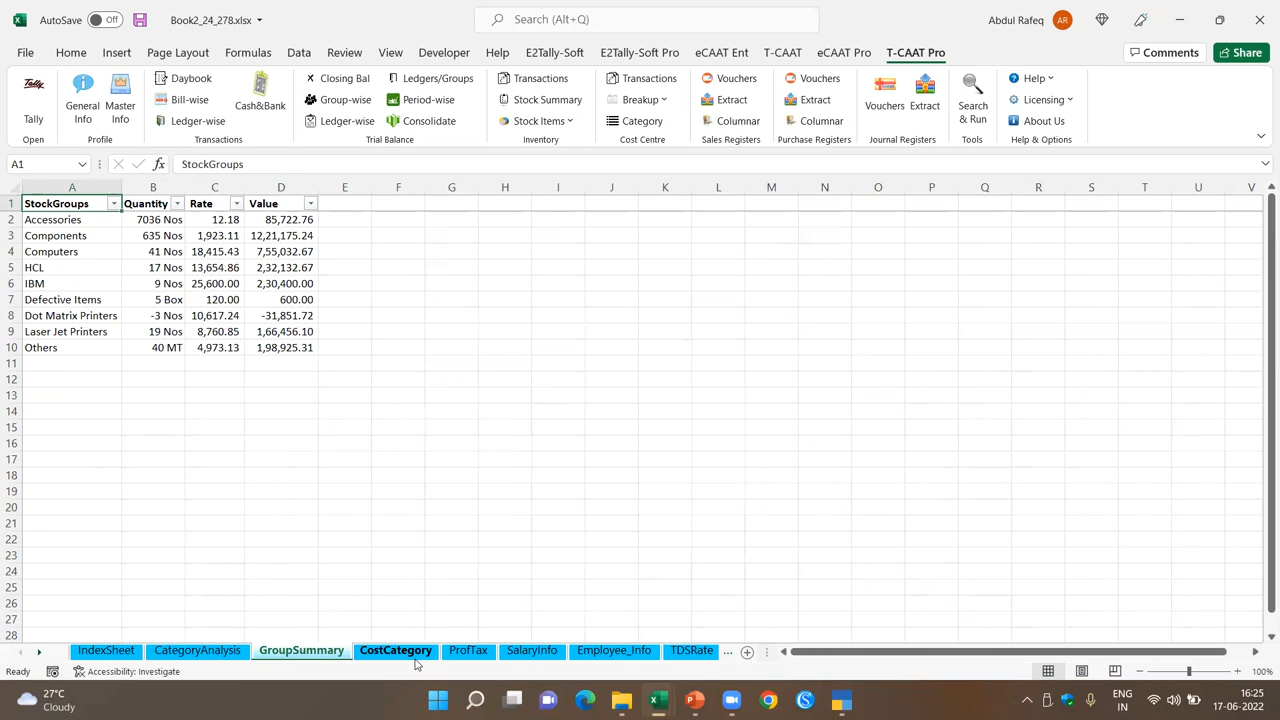 AutoSave Off Book2_24_278.xlsx Search (Alt+Q) Abdul Rafeq AR
File Home Insert Page Layout Formulas Data Review View Developer Help E2Tally-Soft E2Tally-Soft Pro eCAAT Ent T-CAAT eCAAT Pro T-CAAT Pro Comments Share
Tally
Tally
Open
General Info
Master Info
Profile
Daybook
Bill-wise
Ledger-wise
Cash&Bank
Transactions
Closing Bal
Group-wise
Ledger-wise
Ledgers/Groups
Period-wise
Consolidate
Trial Balance
Transactions
Stock Summary
Stock Items
Inventory
Transactions
Breakup
Category
Cost Centre
Vouchers
Extract
Columnar
Sales Registers
Vouchers
Extract
Columnar
Purchase Registers
Vouchers
Extract
Journal Registers
Search & Run
Tools
Help
Licensing
About Us
Help & Options
A1 fx StockGroups
A B C D E F G H I J K L M N O P Q R S T U V
1 StockGroups Quantity Rate Value
2 Accessories 7036 Nos 12.18 85,722.76
3 Components 635 Nos 1,923.11 12,21,175.24
4 Computers 41 Nos 18,415.43 7,55,032.67
5 HCL 17 Nos 13,654.86 2,32,132.67
6 IBM 9 Nos 25,600.00 2,30,400.00
7 Defective Items 5 Box 120.00 600.00
8 Dot Matrix Printers -3 Nos 10,617.24 -31,851.72
9 Laser Jet Printers 19 Nos 8,760.85 1,66,456.10
10 Others 40 MT 4,973.13 1,98,925.31
11
12
13
14
15
16
17
18
19
20
21
22
23
24
25
26
27
28
IndexSheet CategoryAnalysis GroupSummary CostCategory ProfTax SalaryInfo Employee_Info TDSRate ...
Ready Accessibility: Investigate 100%
27°C
Cloudy
ENG
IN
16:25
17-06-2022